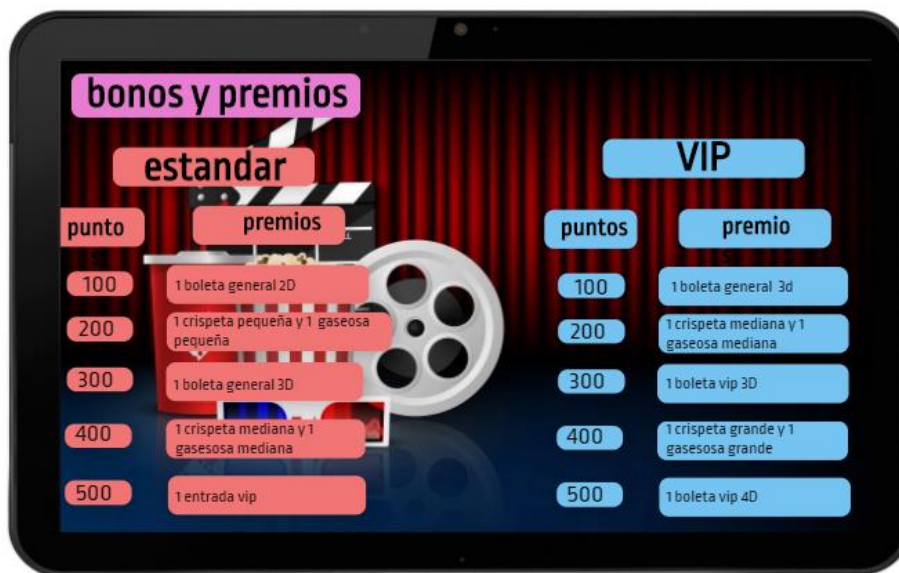 bonos y premios
estandar
VIP
punto
s
premios
puntos
premio
s
100
1 boleta general 2D
200
1 crispeta pequeña y 1 gaseosa
pequeña
300
1 boleta general 3D
400
1 crispeta mediana y 1
gasesosa mediana
500
1 entrada vip
100
1 boleta general 3d
200
1 crispeta mediana y 1
gaseosa mediana
300
1 boleta vip 3D
400
1 crispeta grande y 1
gasesosa grande
500
1 boleta vip 4D